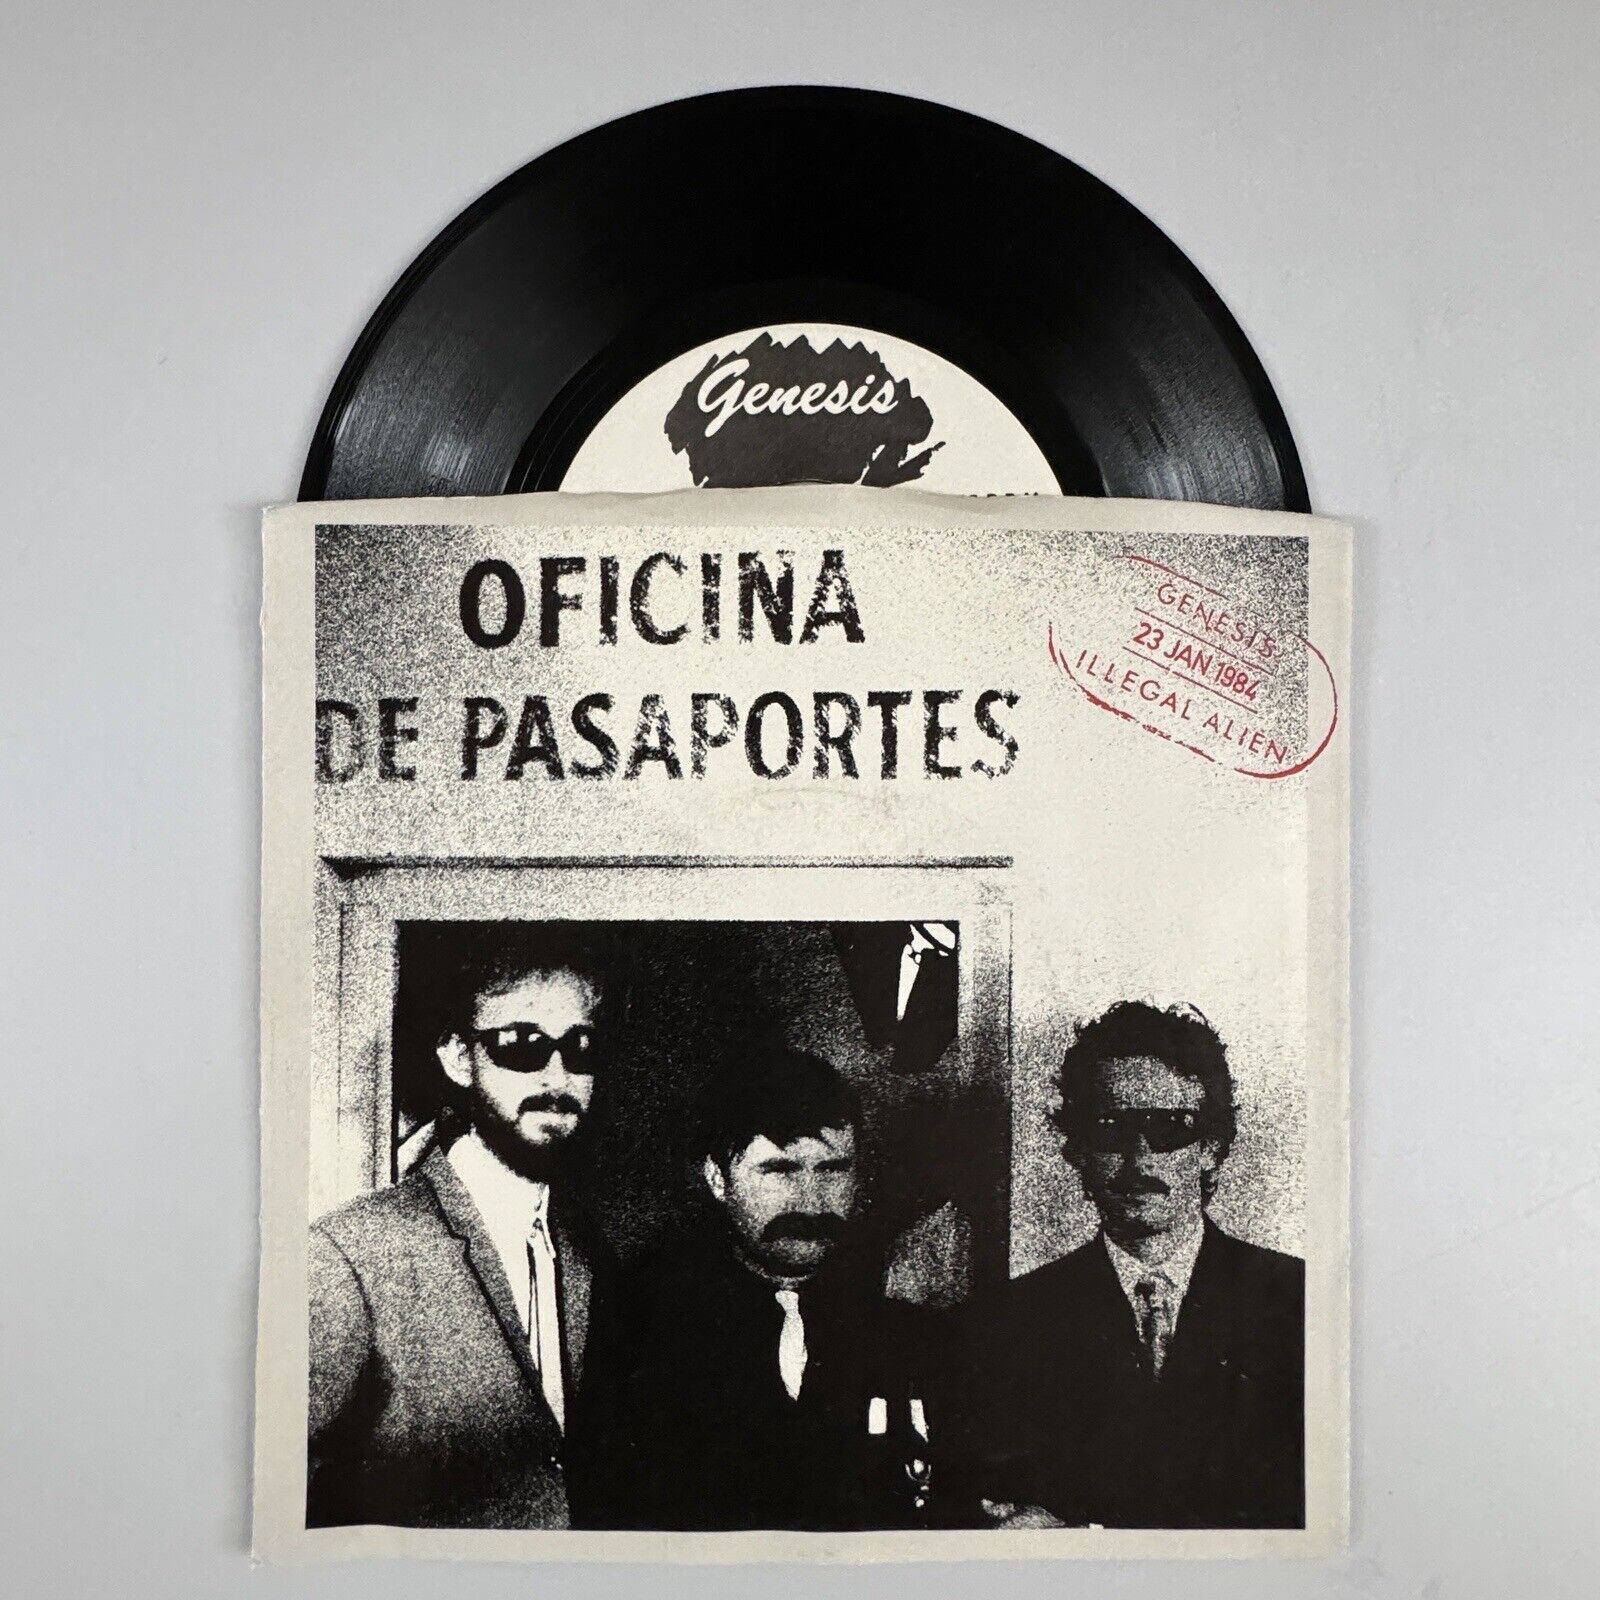 Genesis
OFICINA
DE PASAPORTES
GENESIS
23 JAN 1984
ILLEGAL ALIEN